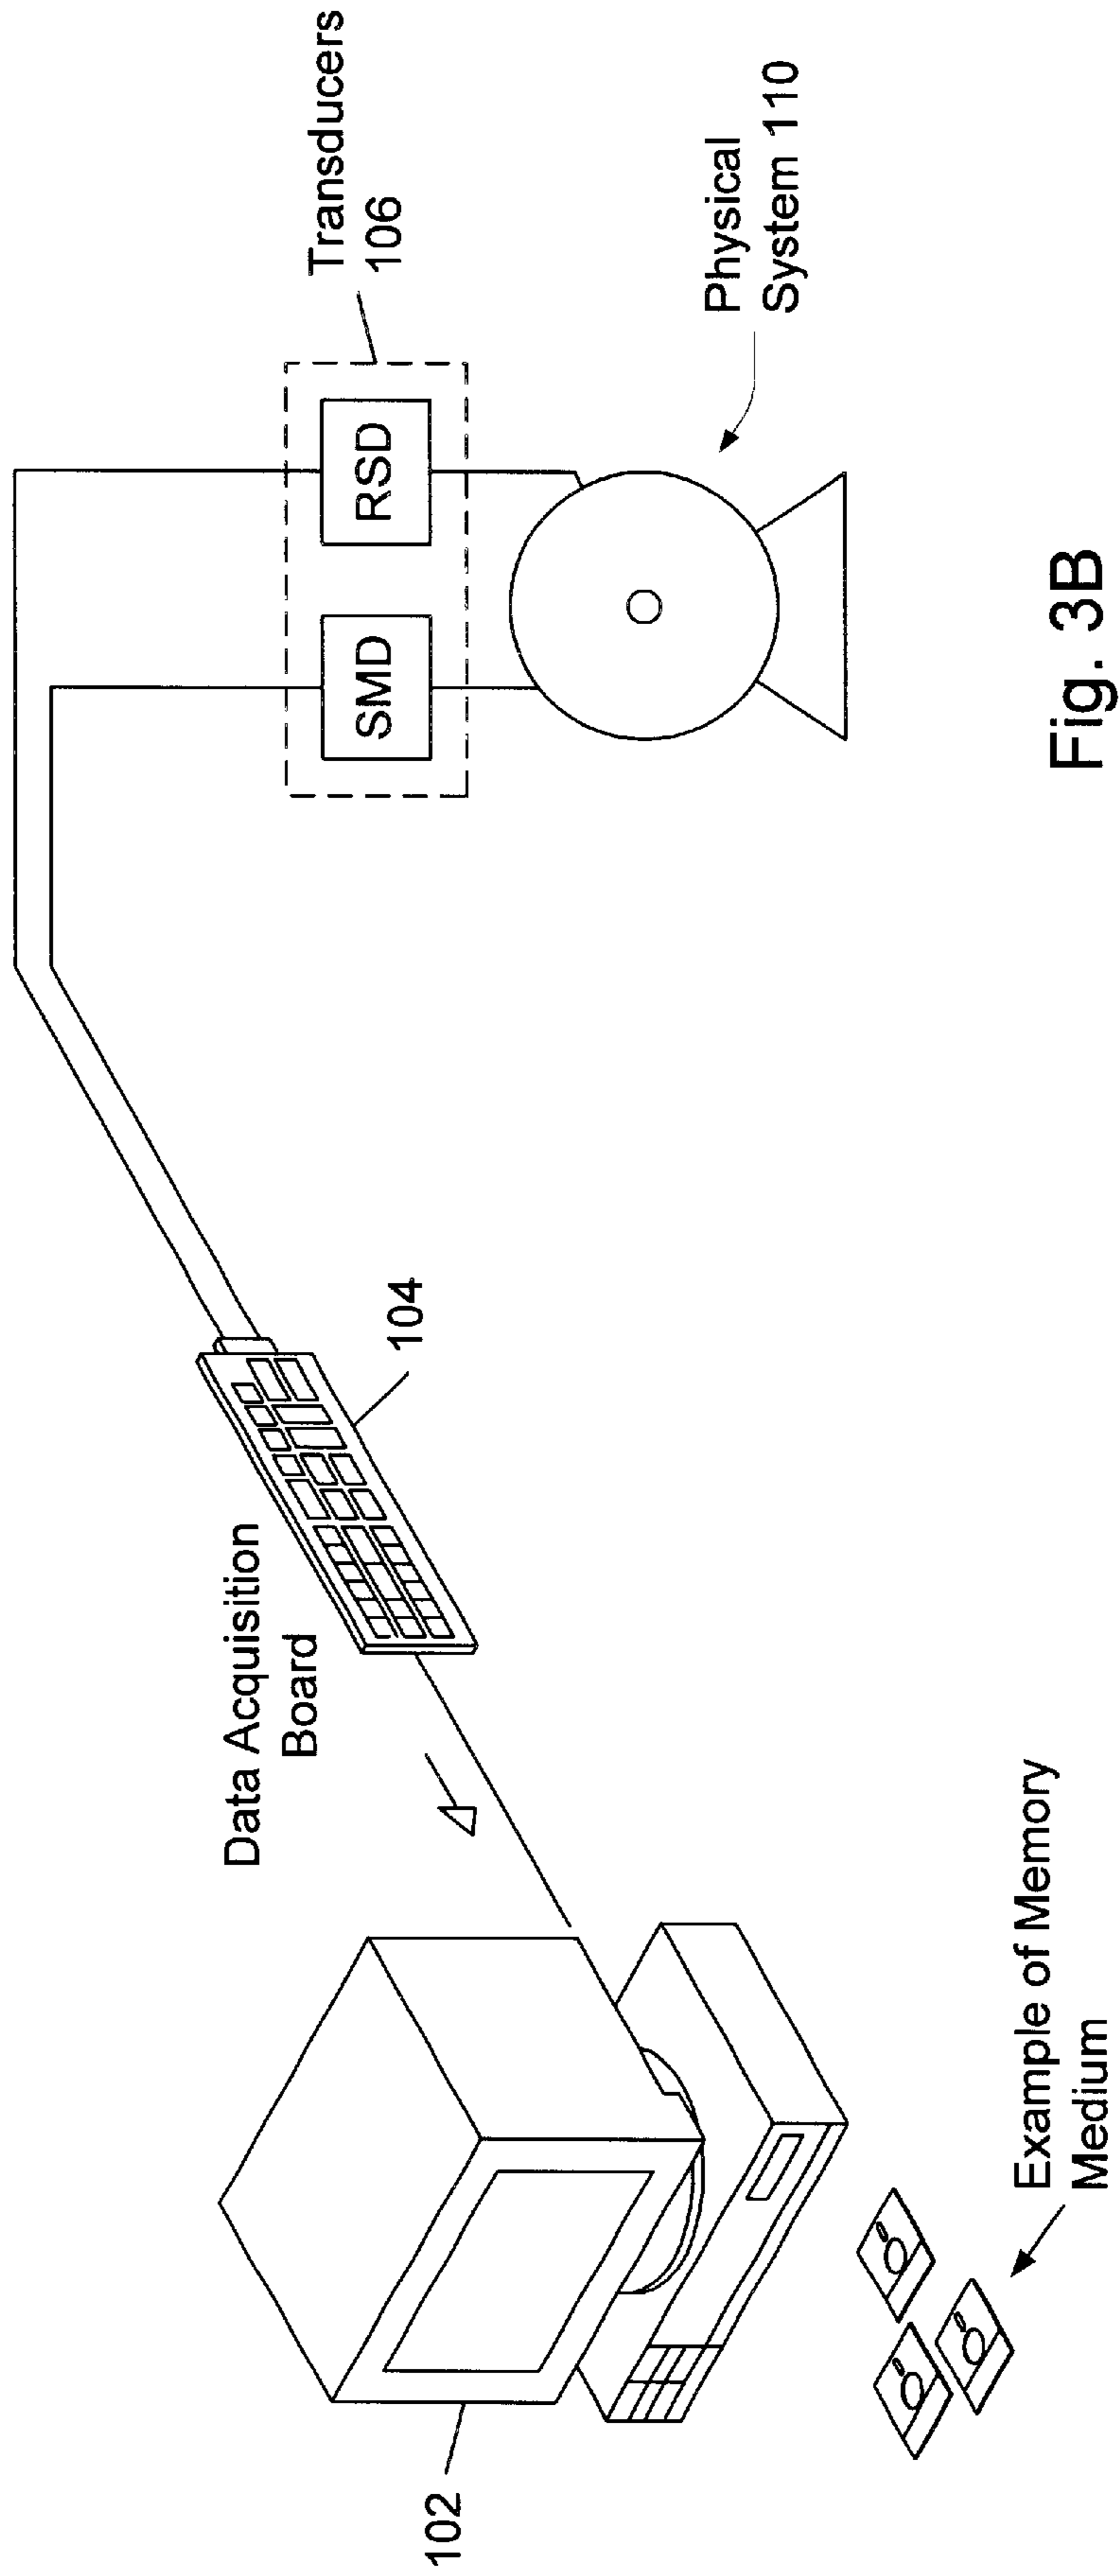 Transducers
106
RSD
SMD
Physical
System 110
104
Data Acquisition
Board
102
Example of Memory
Medium
Fig. 3B